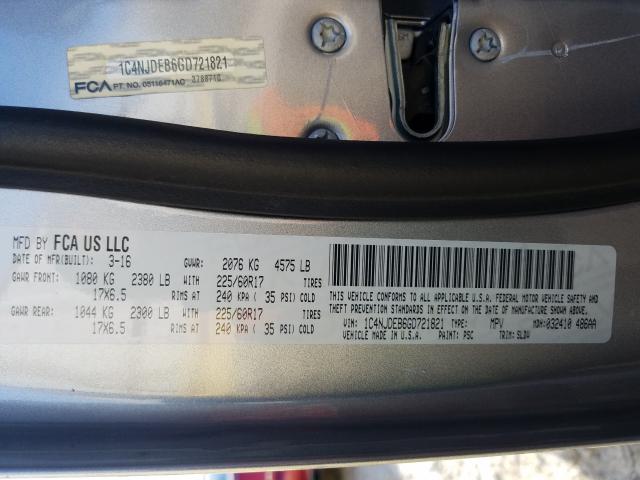 1C4NJDEB6GD721821
FCA PT. NO. 05116471AC
MFD BY FCA US LLC
DATE OF MFR(BUILT): 3-16 GVWR: 2076 KG 4575 LB
GAWR FRONT: 1080 KG 2380 LB WITH 225/60R17 TIRES
17X6.5 RIMS AT 240 KPA ( 35 PSI) COLD
GAWR REAR: 1044 KG 2300 LB WITH 225/60R17 TIRES
17X6.5 RIMS AT 240 KPA ( 35 PSI) COLD
THIS VEHICLE CONFORMS TO ALL APPLICABLE U.S.A. FEDERAL MOTOR VEHICLE SAFETY AND
THEFT PREVENTION STANDARDS IN EFFECT ON THE DATE OF MANUFACTURE SHOWN ABOVE.
VIN: 1C4NJDEB6GD721821 TYPE: MPV MDH: 032410 486AA
VEHICLE MADE IN U.S.A. PAINT: PSC TRIM: SLDV